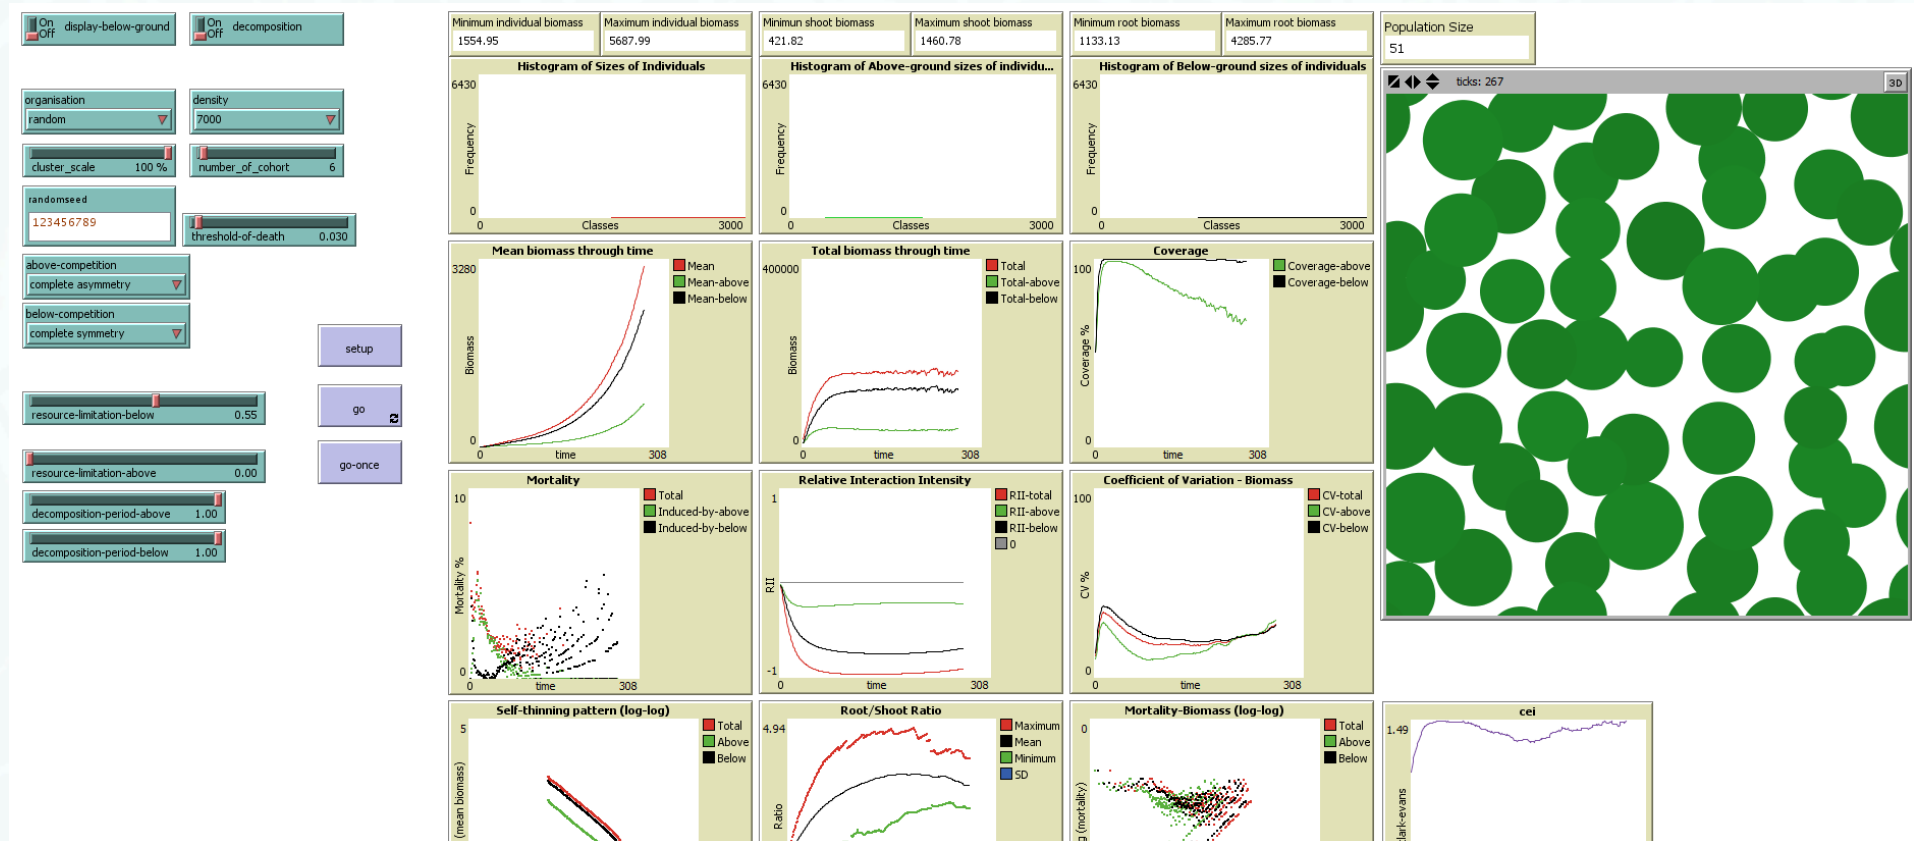 On
Off
display-below-ground
On
Off
decomposition
organisation
random
density
7000
cluster_scale 100 %
number_of_cohort 6
randomseed
123456789
threshold-of-death 0.030
above-competition
complete asymmetry
below-competition
complete symmetry
setup
resource-limitation-below 0.55
go
resource-limitation-above 0.00
go-once
decomposition-period-above 1.00
decomposition-period-below 1.00
Minimum individual biomass
1554.95
Maximum individual biomass
5687.99
Minimun shoot biomass
421.82
Maximum shoot biomass
1460.78
Minimum root biomass
1133.13
Maximum root biomass
4285.77
Population Size
51
Histogram of Sizes of Individuals
6430
Frequency
0
0 Classes 3000
Histogram of Above-ground sizes of individu...
6430
Frequency
0
0 Classes 3000
Histogram of Below-ground sizes of individuals
6430
Frequency
0
0 Classes 3000
ticks: 267
3D
Mean biomass through time
3280
Biomass
0
0 time 308
Mean
Mean-above
Mean-below
Total biomass through time
400000
Biomass
0
0 time 308
Total
Total-above
Total-below
Coverage
100
Coverage %
0
0 time 308
Coverage-above
Coverage-below
Mortality
10
Mortality %
0
0 time 308
Total
Induced-by-above
Induced-by-below
Relative Interaction Intensity
1
RII
-1
0 time 308
RII-total
RII-above
RII-below
0
Coefficient of Variation - Biomass
100
CV %
0
0 time 308
CV-total
CV-above
CV-below
Self-thinning pattern (log-log)
5
(mean biomass)
Total
Above
Below
Root/Shoot Ratio
4.94
Ratio
Maximum
Mean
Minimum
SD
Mortality-Biomass (log-log)
0
(mortality)
Total
Above
Below
cei
1.49
lark-evans